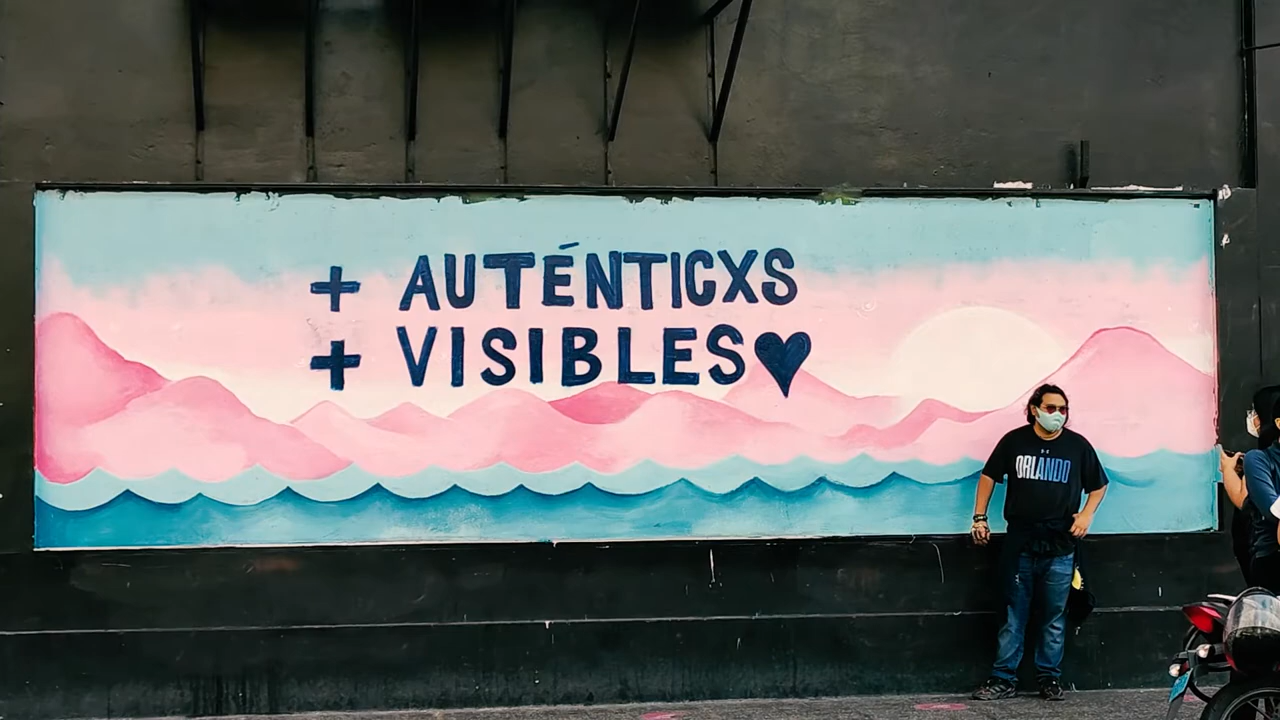 + AUTÉNTICXS
+ VISIBLES♥
ORLANDO